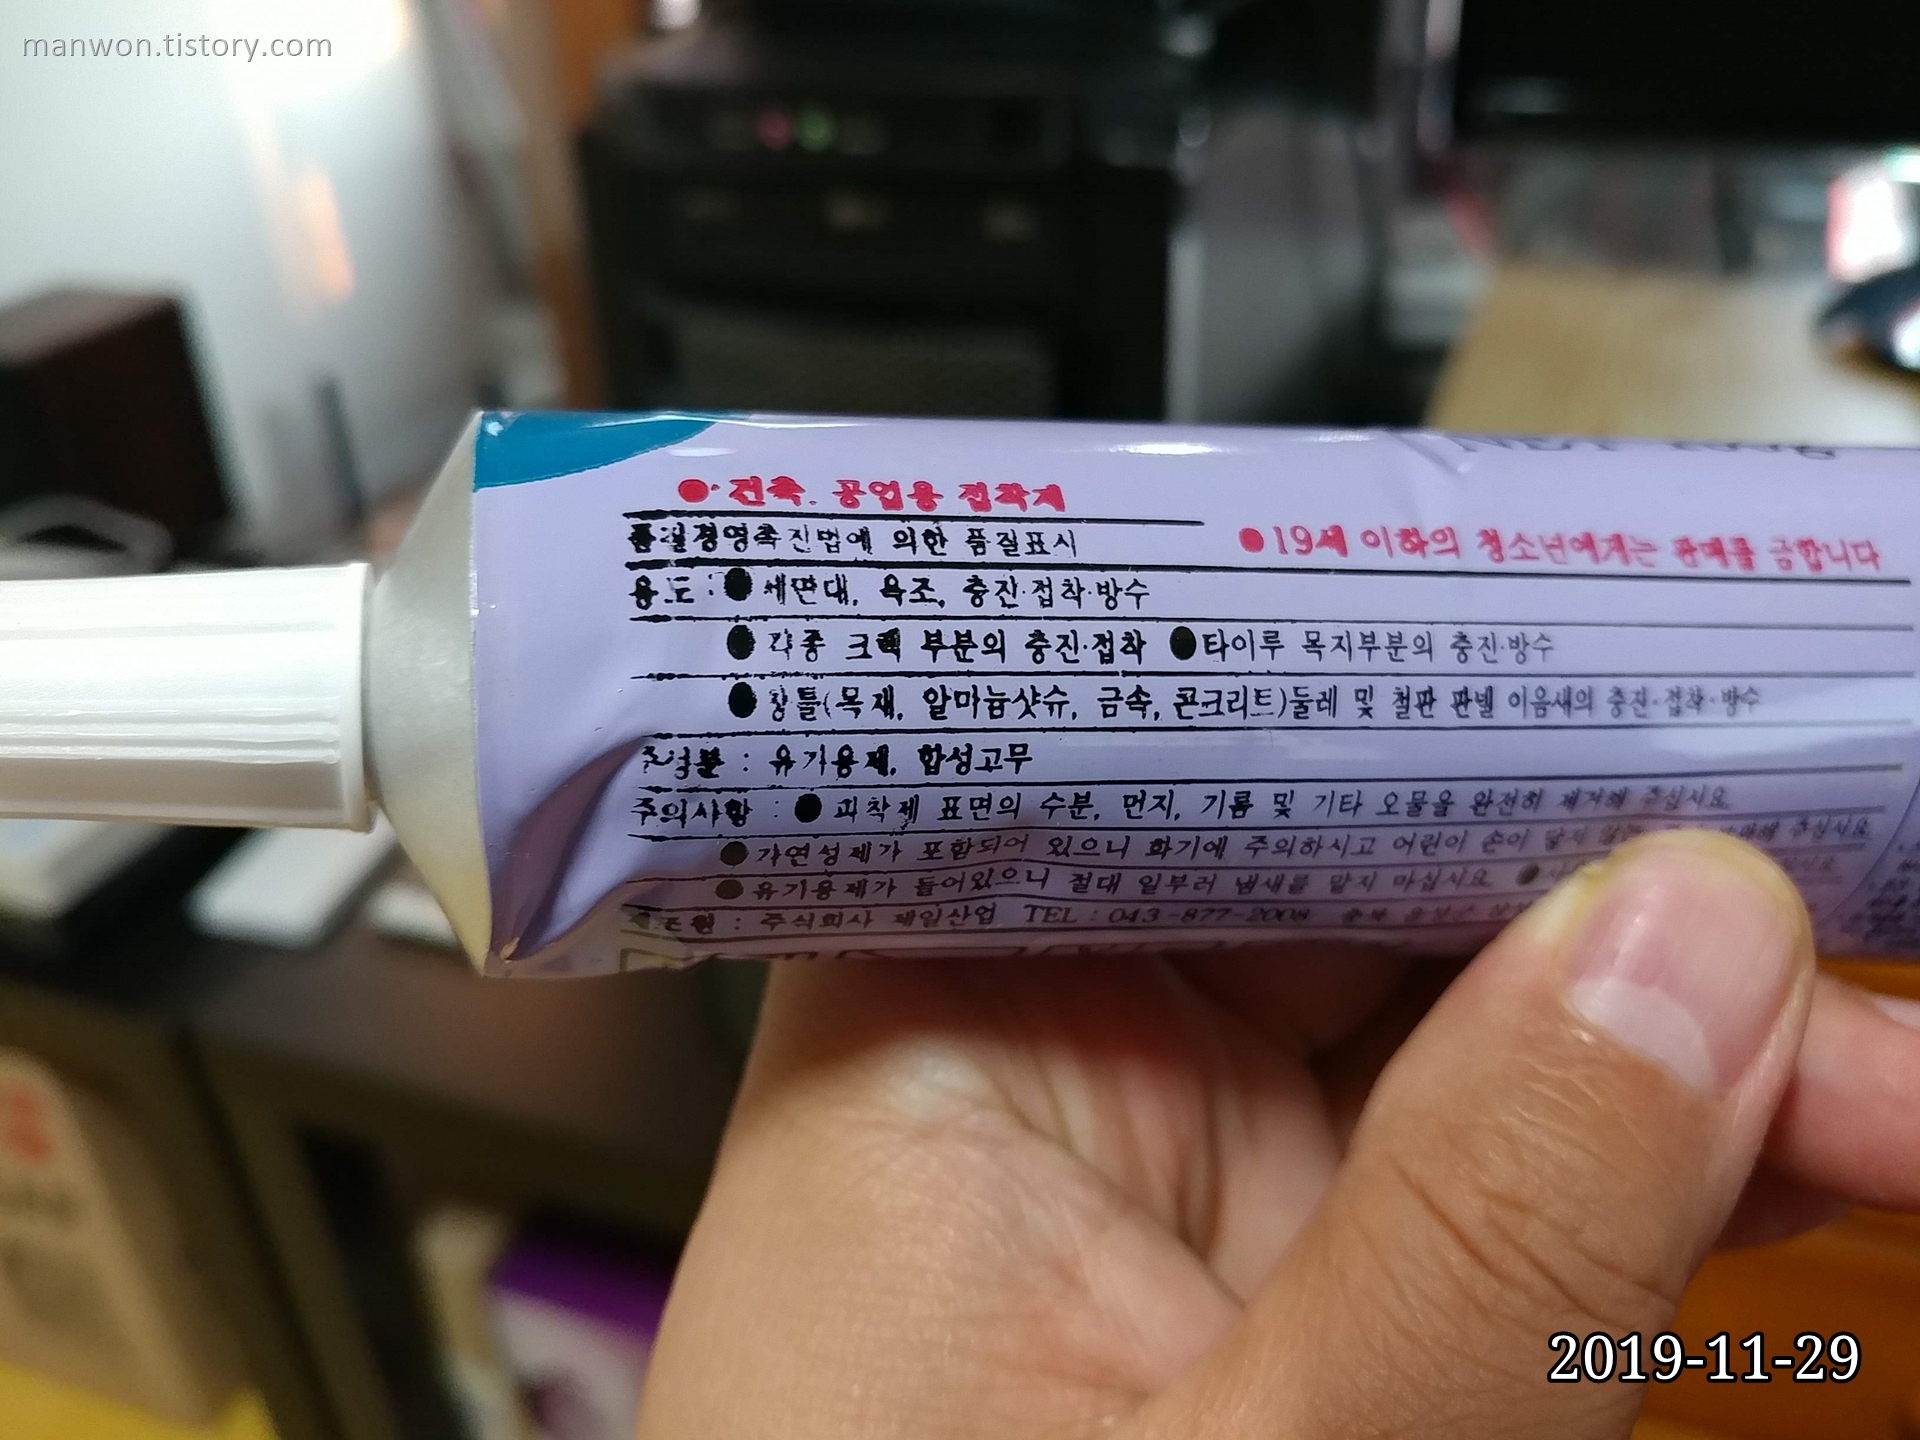 manwon.tistory.com
● 건축. 공업용 접착제
품질경영촉진법에 의한 품질표시
●19세 이하의 청소년에게는 판매를 금합니다
용도 : ● 세면대, 욕조, 충진·접착·방수
● 각종 크랙 부분의 충진·접착 ●타이루 목지부분의 충진·방수
● 창틀(목재, 알마늄샷슈, 금속, 콘크리트)둘레 및 철판 판넬 이음새의 충진·접착·방수
주성분 : 유기용제, 합성고무
주의사항 : ● 피착제 표면의 수분, 먼지, 기름 및 기타 오물을 완전히 제거해 주십시요.
● 가연성제가 포함되어 있으니 화기에 주의하시고 어린이 손이 닿지 주십시요
● 유기용제가 들어있으니 절대 일부러 냄새를 맡지 마십시요. ●
제조원 : 주식회사 제일산업 TEL : 043-877-2008 충북 음성군
2019-11-29